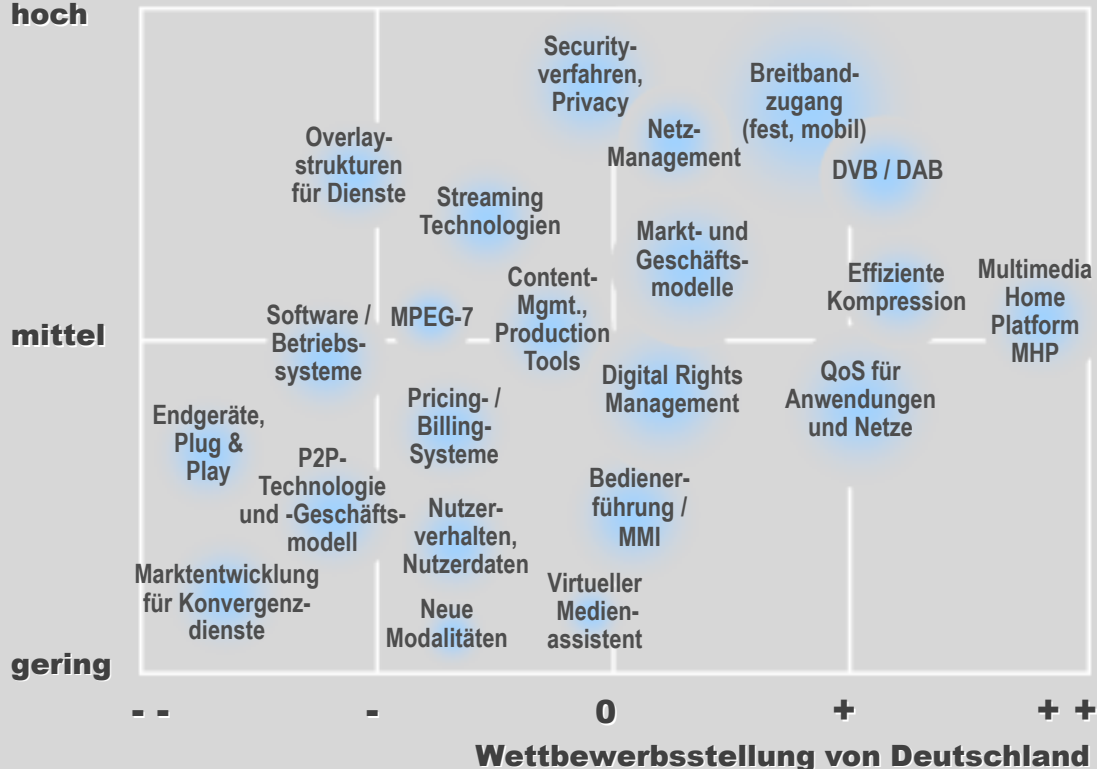 hoch
Security-
verfahren,
Privacy
Breitband-
zugang
(fest, mobil)
Netz-
Management
Overlay-
strukturen
für Dienste
DVB / DAB
Streaming
Technologien
Markt- und
Geschäfts-
modelle
Effiziente
Kompression
Multimedia
Home
Platform
MHP
Content-
Mgmt.,
Production
Tools
MPEG-7
Software /
Betriebs-
systeme
mittel
Digital Rights
Management
QoS für
Anwendungen
und Netze
Pricing- /
Billing-
Systeme
Endgeräte,
Plug &
Play
P2P-
Technologie
und -Geschäfts-
modell
Bediener-
führung /
MMI
Nutzer-
verhalten,
Nutzerdaten
Marktentwicklung
für Konvergenz-
dienste
Virtueller
Medien-
assistent
Neue
Modalitäten
gering
- - - 0 + + +
Wettbewerbsstellung von Deutschland